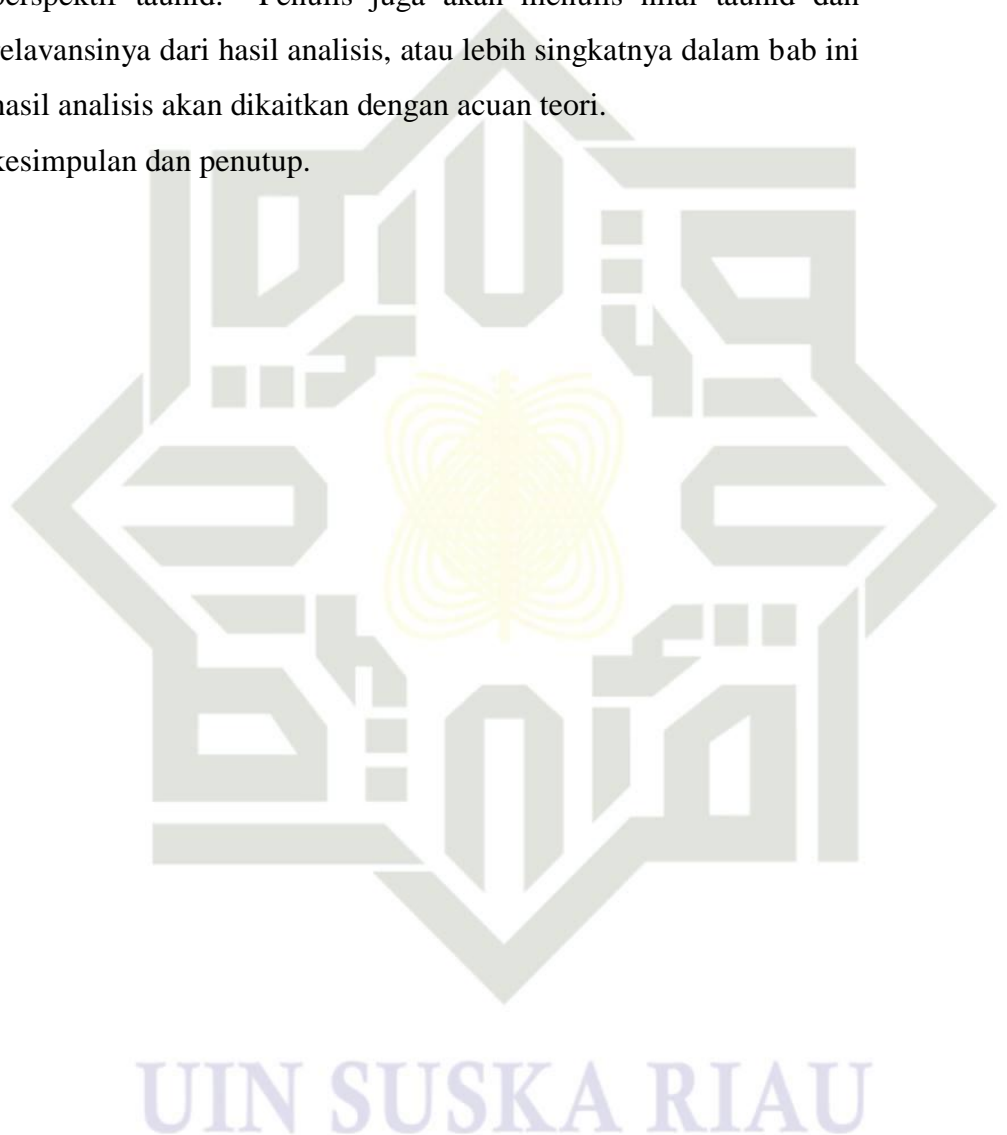 perspektif tauhid. Penulis juga akan menulis nilai tauhid dan
relavansinya dari hasil analisis, atau lebih singkatnya dalam bab ini
hasil analisis akan dikaitkan dengan acuan teori.
kesimpulan dan penutup.
UIN SUSKA RIAU